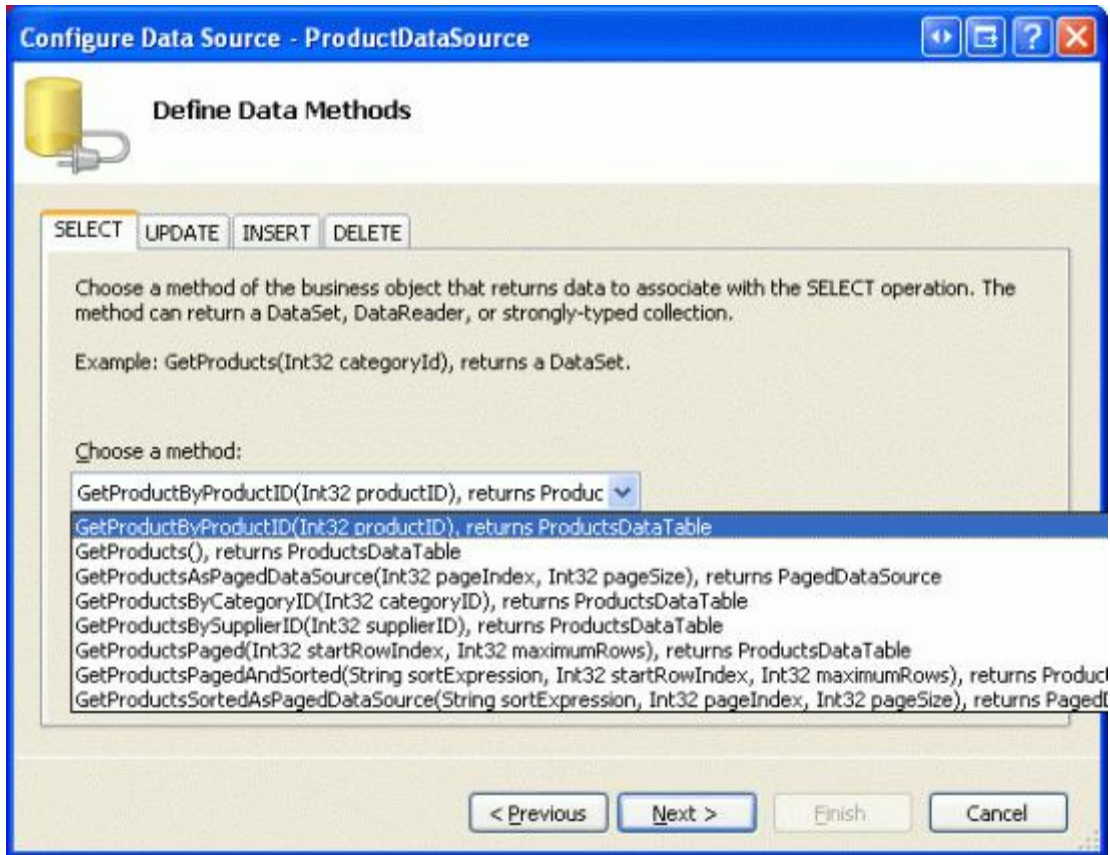 Configure Data Source - ProductDataSource
Define Data Methods
SELECT UPDATE INSERT DELETE
Choose a method of the business object that returns data to associate with the SELECT operation. The
method can return a DataSet, DataReader, or strongly-typed collection.
Example: GetProducts(Int32 categoryId), returns a DataSet.
Choose a method:
GetProductByProductID(Int32 productID), returns Produc
GetProductByProductID(Int32 productID), returns ProductsDataTable
GetProducts(), returns ProductsDataTable
GetProductsAsPagedDataSource(Int32 pageIndex, Int32 pageSize), returns PagedDataSource
GetProductsByCategoryID(Int32 categoryID), returns ProductsDataTable
GetProductsBySupplierID(Int32 supplierID), returns ProductsDataTable
GetProductsPaged(Int32 startRowIndex, Int32 maximumRows), returns ProductsDataTable
GetProductsPagedAndSorted(String sortExpression, Int32 startRowIndex, Int32 maximumRows), returns Product
GetProductsSortedAsPagedDataSource(String sortExpression, Int32 pageIndex, Int32 pageSize), returns PagedD
< Previous Next > Finish Cancel